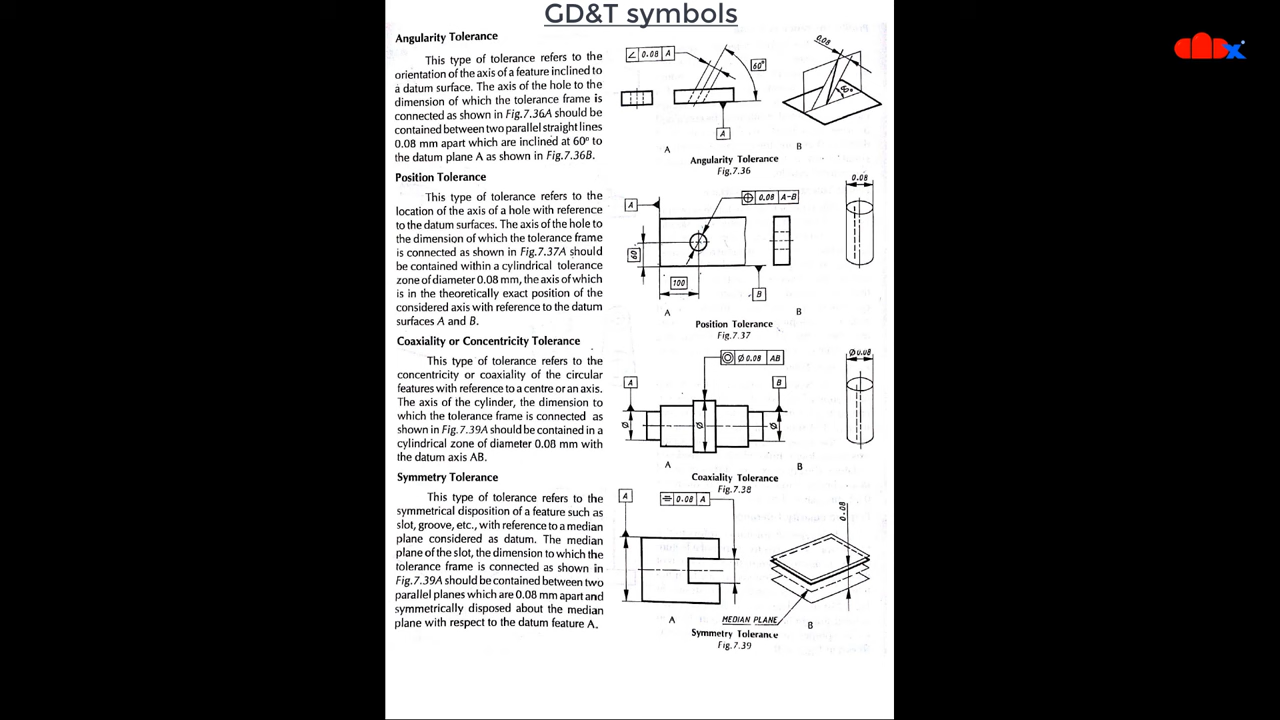 GD&T symbols
Angularity Tolerance
This type of tolerance refers to the
orientation of the axis of a feature inclined to
a datum surface. The axis of the hole to the
dimension of which the tolerance frame is
connected as shown in Fig.7.36A should be
contained between two parallel straight lines
0.08 mm apart which are inclined at 60° to
the datum plane A as shown in Fig.7.36B.
∠ 0.08 A
60°
A
0.08
60°
A
B
Angularity Tolerance
Fig.7.36
Position Tolerance
This type of tolerance refers to the
location of the axis of a hole with reference
to the datum surfaces. The axis of the hole to
the dimension of which the tolerance frame
is connected as shown in Fig.7.37A should
be contained within a cylindrical tolerance
zone of diameter 0.08 mm, the axis of which
is in the theoretically exact position of the
considered axis with reference to the datum
surfaces A and B.
A
⌖ 0.08 A-B
60
100
B
0.08
A
B
Position Tolerance
Fig.7.37
Coaxiality or Concentricity Tolerance
This type of tolerance refers to the
concentricity or coaxiality of the circular
features with reference to a centre or an axis.
The axis of the cylinder, the dimension to
which the tolerance frame is connected as
shown in Fig.7.39A should be contained in a
cylindrical zone of diameter 0.08 mm with
the datum axis AB.
◎ Ø 0.08 AB
A
B
Ø
Ø
Ø
Ø 0.08
A
B
Coaxiality Tolerance
Fig.7.38
Symmetry Tolerance
This type of tolerance refers to the
symmetrical disposition of a feature such as
slot, groove, etc., with reference to a median
plane considered as datum. The median
plane of the slot, the dimension to which the
tolerance frame is connected as shown in
Fig.7.39A should be contained between two
parallel planes which are 0.08 mm apart and
symmetrically disposed about the median
plane with respect to the datum feature A.
A
⌯ 0.08 A
0.08
MEDIAN PLANE
A
B
Symmetry Tolerance
Fig.7.39